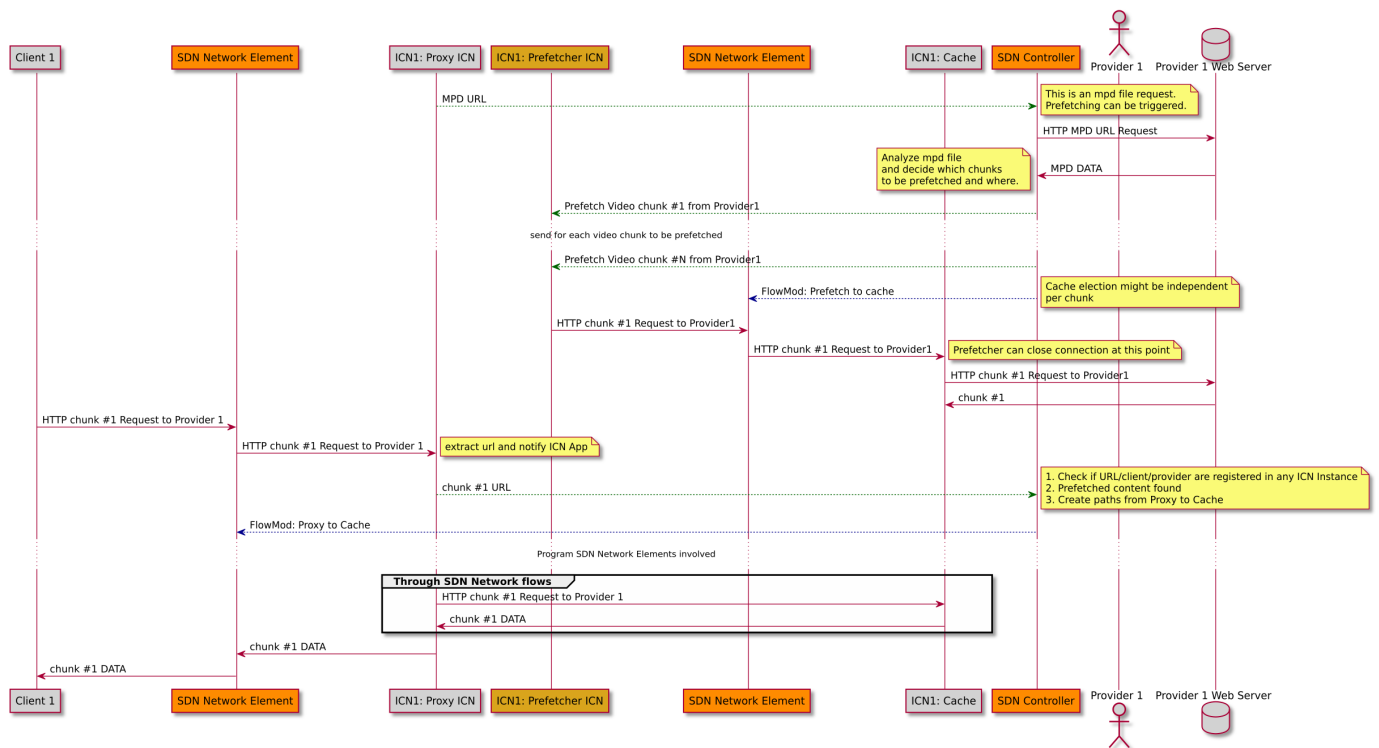 Provider 1
Provider 1 Web Server
Client 1
SDN Network Element
ICN1: Proxy ICN
ICN1: Prefetcher ICN
SDN Network Element
ICN1: Cache
SDN Controller
MPD URL
This is an mpd file request.
Prefetching can be triggered.
HTTP MPD URL Request
Analyze mpd file
and decide which chunks
to be prefetched and where.
MPD DATA
Prefetch Video chunk #1 from Provider1
send for each video chunk to be prefetched
Prefetch Video chunk #N from Provider1
FlowMod: Prefetch to cache
Cache election might be independent
per chunk
HTTP chunk #1 Request to Provider1
HTTP chunk #1 Request to Provider1
Prefetcher can close connection at this point
HTTP chunk #1 Request to Provider1
chunk #1
HTTP chunk #1 Request to Provider 1
HTTP chunk #1 Request to Provider 1
extract url and notify ICN App
chunk #1 URL
1. Check if URL/client/provider are registered in any ICN Instance
2. Prefetched content found
3. Create paths from Proxy to Cache
FlowMod: Proxy to Cache
Program SDN Network Elements involved
Through SDN Network flows
HTTP chunk #1 Request to Provider 1
chunk #1 DATA
chunk #1 DATA
chunk #1 DATA
Client 1
SDN Network Element
ICN1: Proxy ICN
ICN1: Prefetcher ICN
SDN Network Element
ICN1: Cache
SDN Controller
Provider 1
Provider 1 Web Server